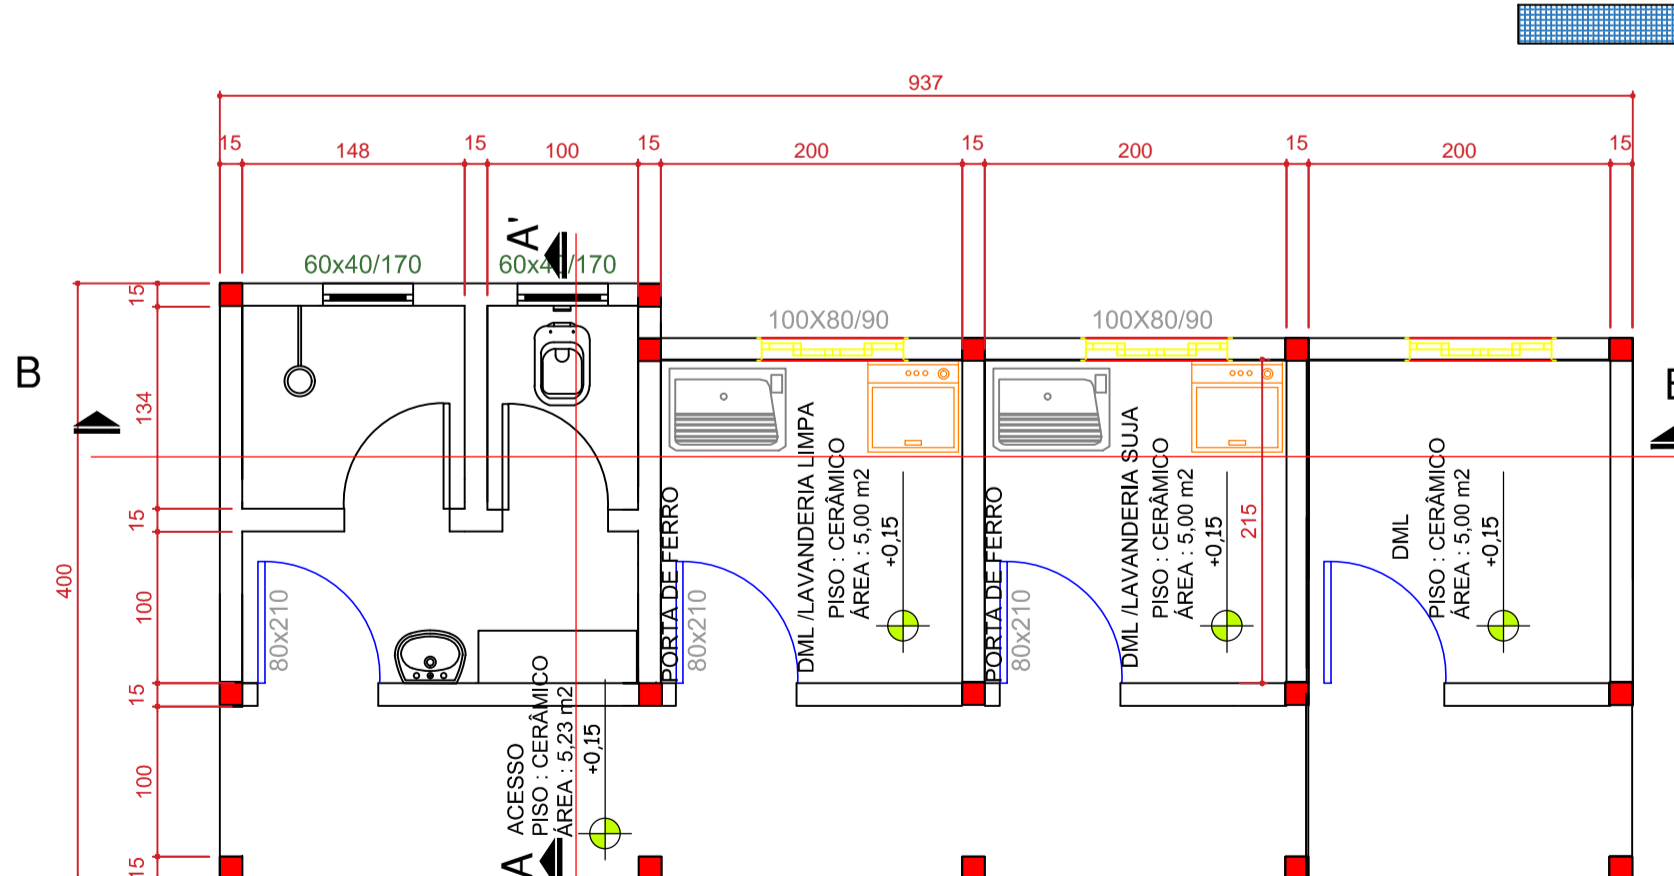 937
15
148
15
100
15
200
15
200
15
200
15
A'
60x40/170
60x40/170
100X80/90
100X80/90
B
15
134
15
100
15
100
15
400
80x210
PORTA DE FERRO
80x210
DML /LAVANDERIA LIMPA
PISO : CERÂMICO
ÁREA : 5,00 m2
+0,15
PORTA DE FERRO
80x210
DML /LAVANDERIA SUJA
PISO : CERÂMICO
ÁREA : 5,00 m2
+0,15
215
DML
PISO : CERÂMICO
ÁREA : 5,00 m2
+0,15
ACESSO
PISO : CERÂMICO
ÁREA : 5,23 m2
+0,15
A